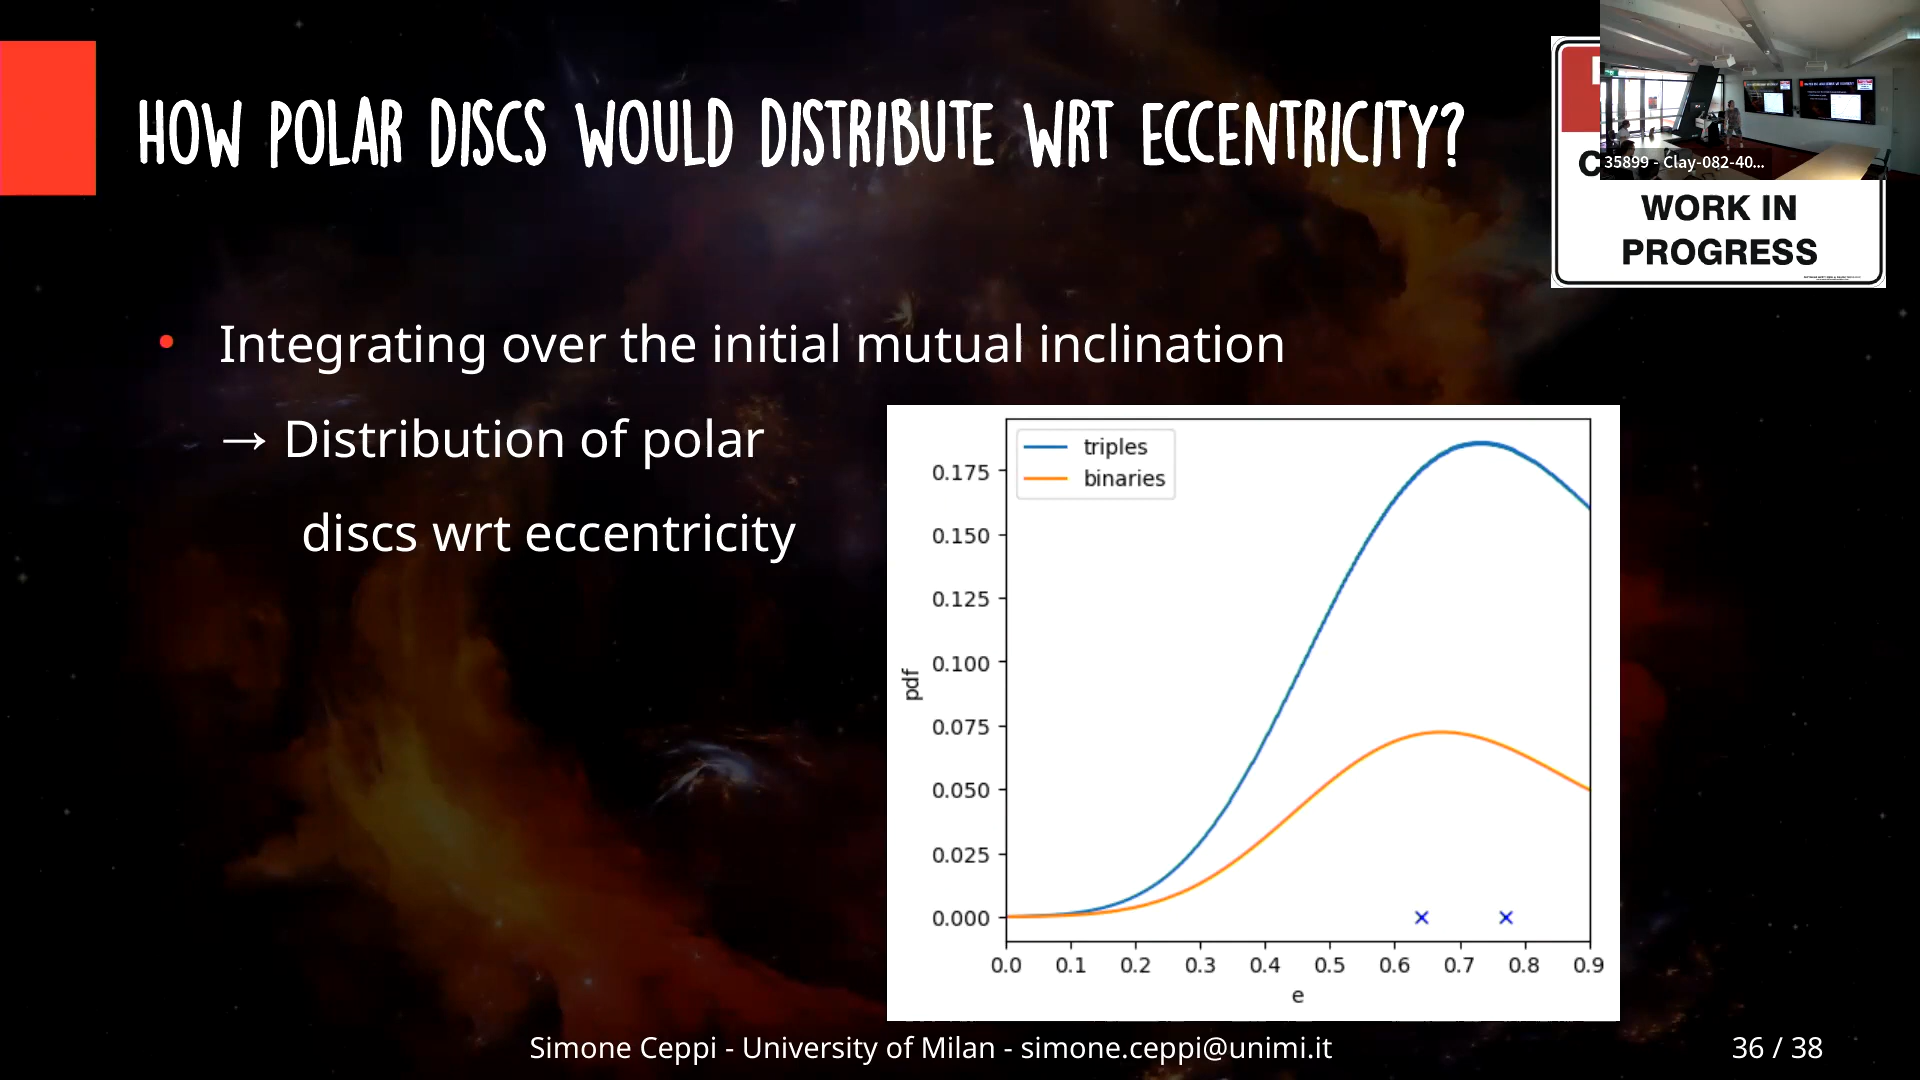 HOW POLAR DISCS WOULD DISTRIBUTE WRT ECCENTRICITY?
35899 - Clay-082-40...
WORK IN
PROGRESS
• Integrating over the initial mutual inclination
→ Distribution of polar
discs wrt eccentricity
triples
binaries
0.175
0.150
0.125
0.100
0.075
0.050
0.025
0.000
pdf
0.0 0.1 0.2 0.3 0.4 0.5 0.6 0.7 0.8 0.9
e
Simone Ceppi - University of Milan - simone.ceppi@unimi.it
36 / 38